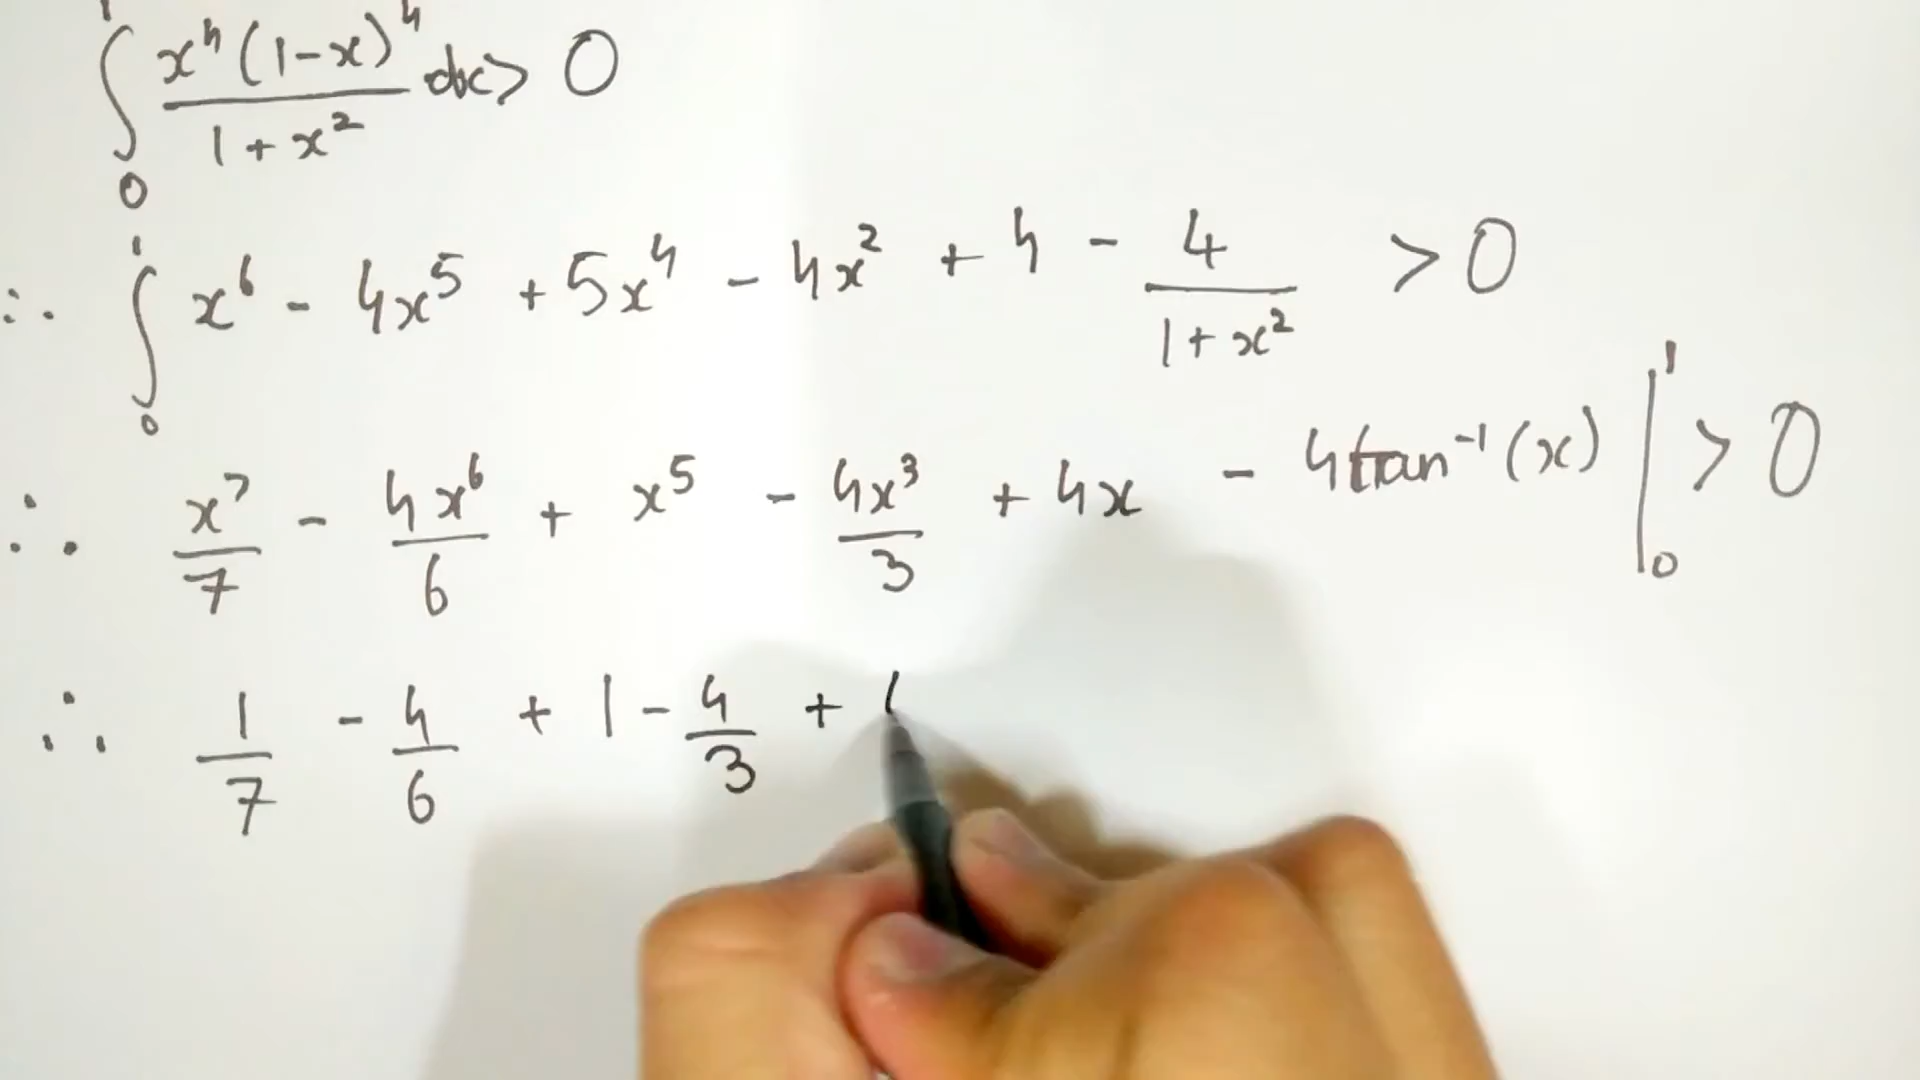 ∫₀¹ x⁴(1-x)⁴/(1+x²) dx > 0
∴ ∫₀¹ x⁶ - 4x⁵ + 5x⁴ - 4x² + 4 - 4/(1+x²) > 0
∴ x⁷/7 - 4x⁶/6 + x⁵ - 4x³/3 + 4x - 4tan⁻¹(x) |₀¹ > 0
∴ 1/7 - 4/6 + 1 - 4/3 +